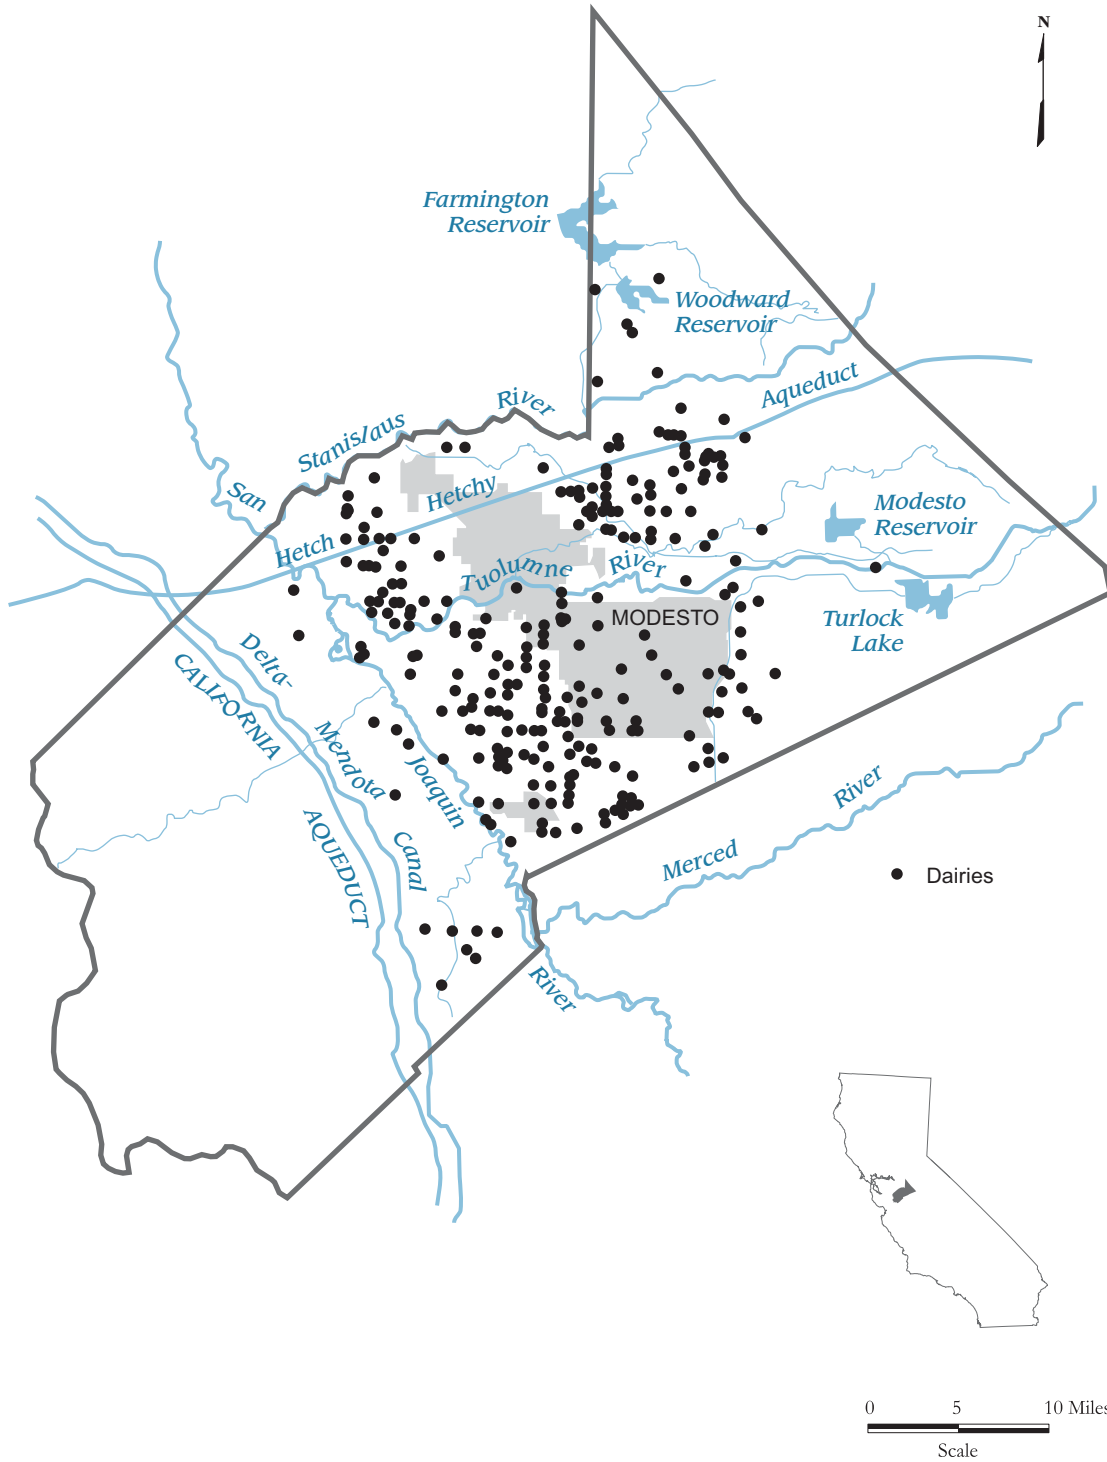 N
Farmington
Reservoir
Woodward
Reservoir
Aqueduct
Stanislaus
River
San
Hetchy
Hetch
Modesto
Reservoir
Tuolumne
River
MODESTO
Turlock
Lake
Delta-
CALIFORNIA
Mendota
Joaquin
River
AQUEDUCT
Canal
Merced
Dairies
River
0 5 10 Miles
Scale